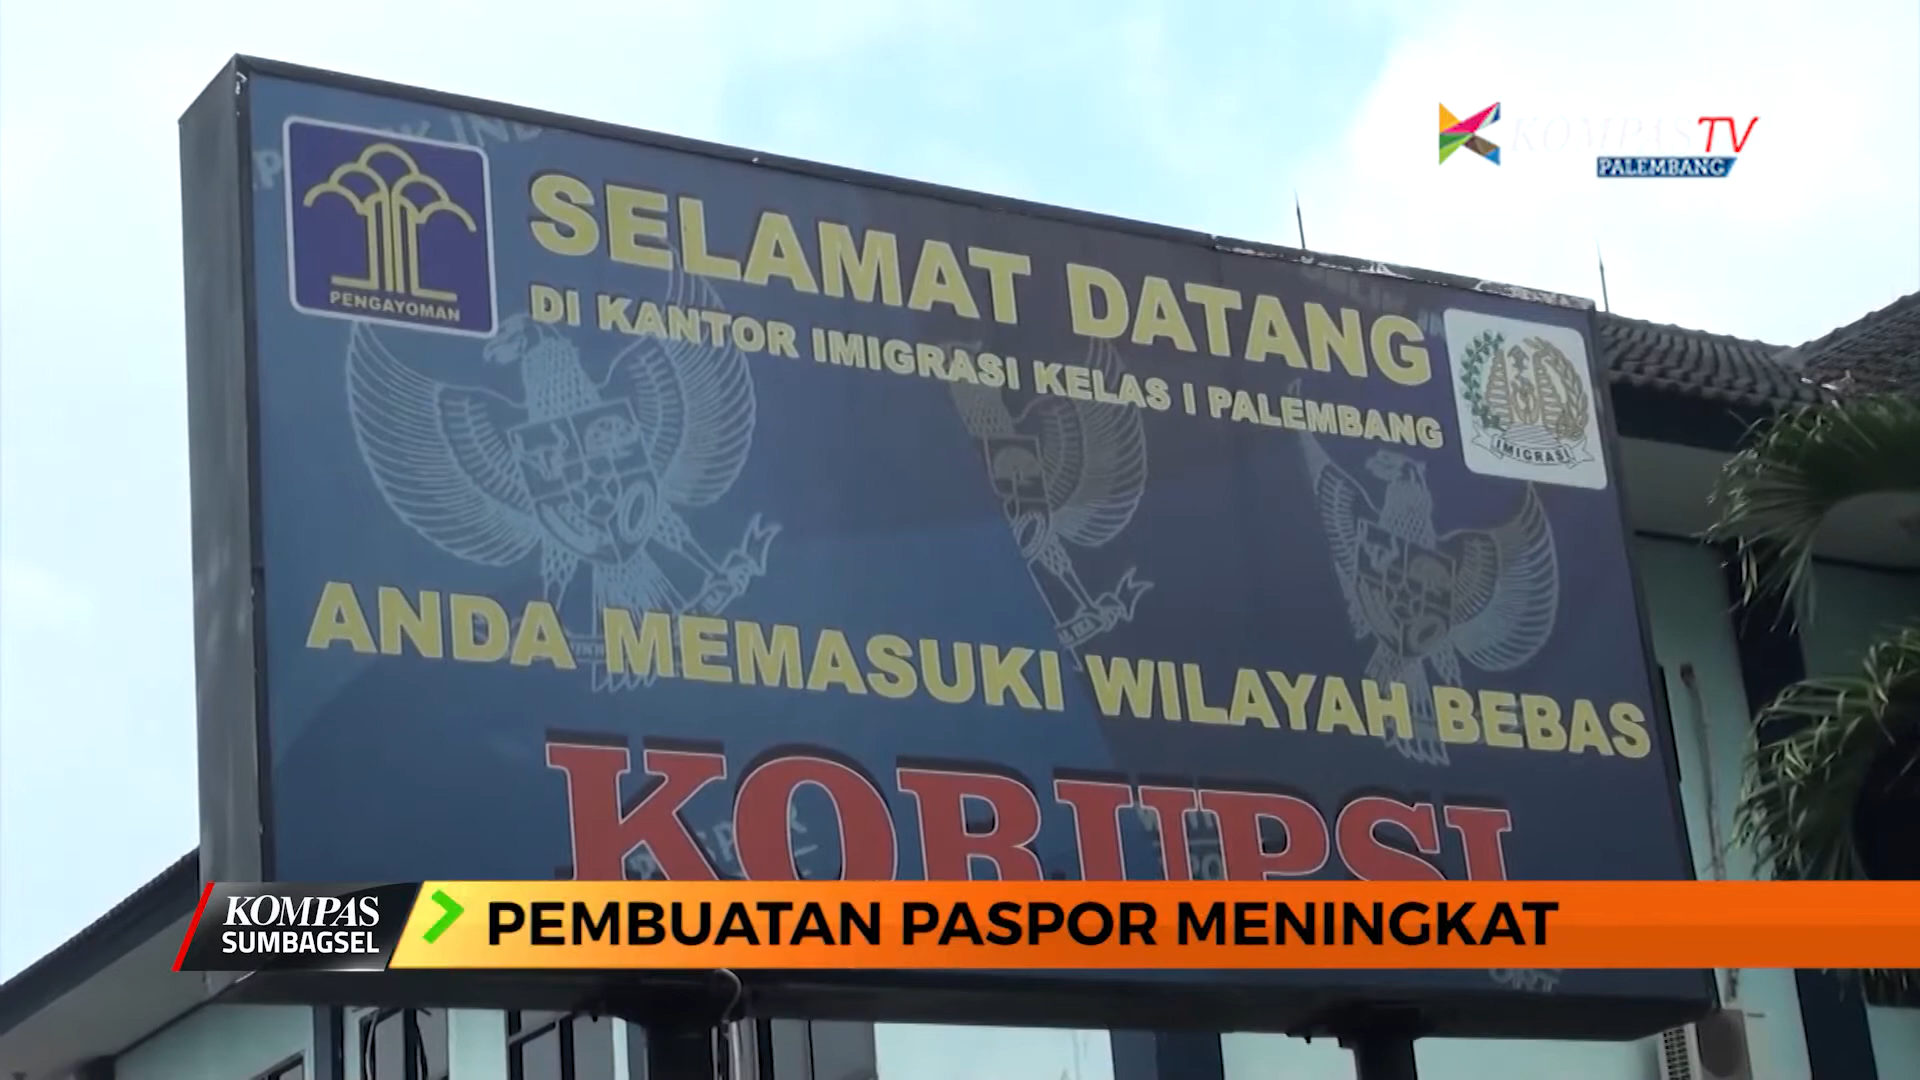 KOMPAS TV
PALEMBANG
PENGAYOMAN
SELAMAT DATANG
DI KANTOR IMIGRASI KELAS I PALEMBANG
IMIGRASI
ANDA MEMASUKI WILAYAH BEBAS
KORUPSI
KOMPAS
SUMBAGSEL
PEMBUATAN PASPOR MENINGKAT